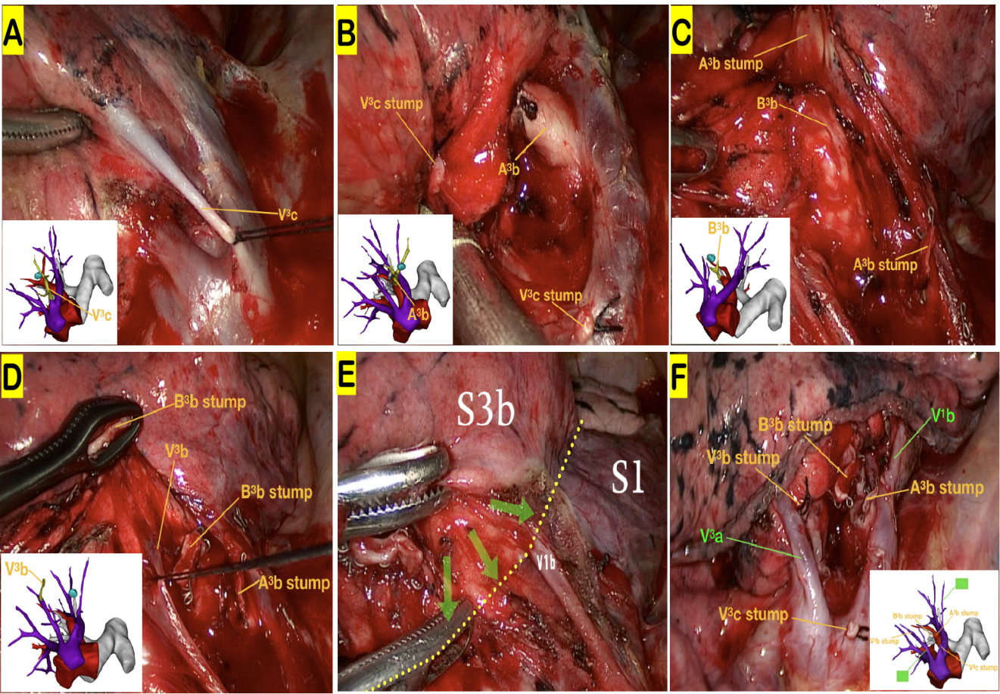 A
V³c
V³c
B
V³c stump
A³b
V³c stump
A³b
C
A³b stump
B³b
A³b stump
B³b
D
B³b stump
V³b
B³b stump
A³b stump
V³b
E
S3b
S1
V1b
F
B³b stump
V¹b
V³b stump
A³b stump
V³a
V³c stump
B³b stump
A³b stump
V³b stump
V³c stump